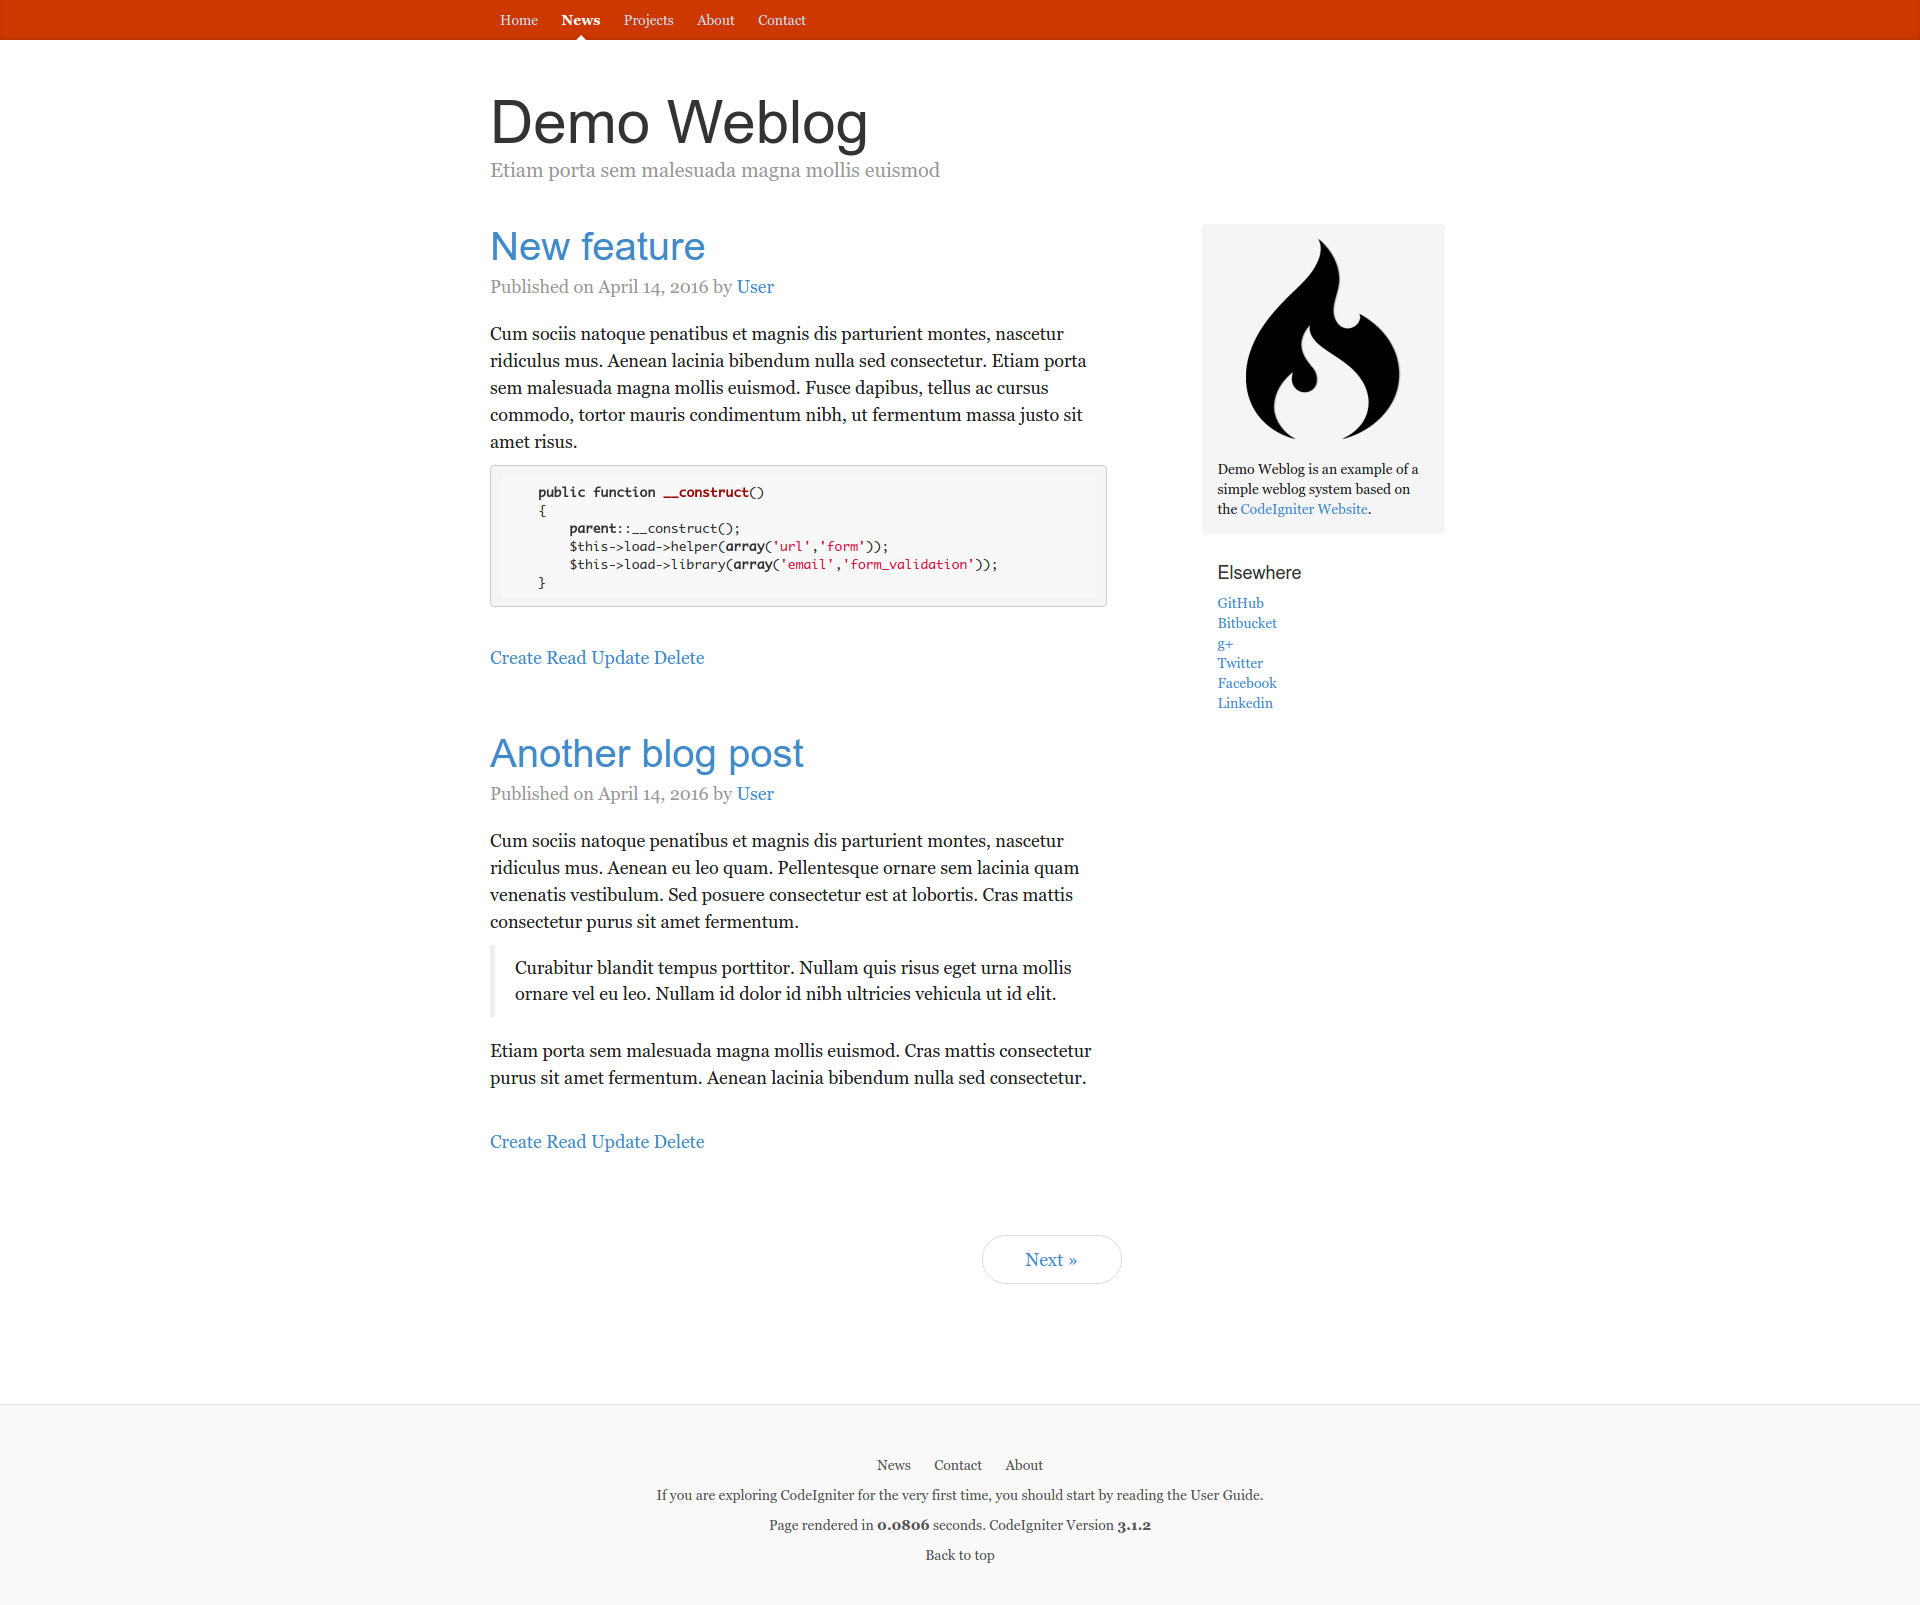 Home News Projects About Contact
Demo Weblog
Etiam porta sem malesuada magna mollis euismod
New feature
Published on April 14, 2016 by User
Cum sociis natoque penatibus et magnis dis parturient montes, nascetur
ridiculus mus. Aenean lacinia bibendum nulla sed consectetur. Etiam porta
sem malesuada magna mollis euismod. Fusce dapibus, tellus ac cursus
commodo, tortor mauris condimentum nibh, ut fermentum massa justo sit
amet risus.
public function __construct()
{
parent::__construct();
$this->load->helper(array('url','form'));
$this->load->library(array('email','form_validation'));
}
Create Read Update Delete
Another blog post
Published on April 14, 2016 by User
Cum sociis natoque penatibus et magnis dis parturient montes, nascetur
ridiculus mus. Aenean eu leo quam. Pellentesque ornare sem lacinia quam
venenatis vestibulum. Sed posuere consectetur est at lobortis. Cras mattis
consectetur purus sit amet fermentum.
Curabitur blandit tempus porttitor. Nullam quis risus eget urna mollis
ornare vel eu leo. Nullam id dolor id nibh ultricies vehicula ut id elit.
Etiam porta sem malesuada magna mollis euismod. Cras mattis consectetur
purus sit amet fermentum. Aenean lacinia bibendum nulla sed consectetur.
Create Read Update Delete
Next »
Demo Weblog is an example of a
simple weblog system based on
the CodeIgniter Website.
Elsewhere
GitHub
Bitbucket
g+
Twitter
Facebook
Linkedin
News Contact About
If you are exploring CodeIgniter for the very first time, you should start by reading the User Guide.
Page rendered in 0.0806 seconds. CodeIgniter Version 3.1.2
Back to top